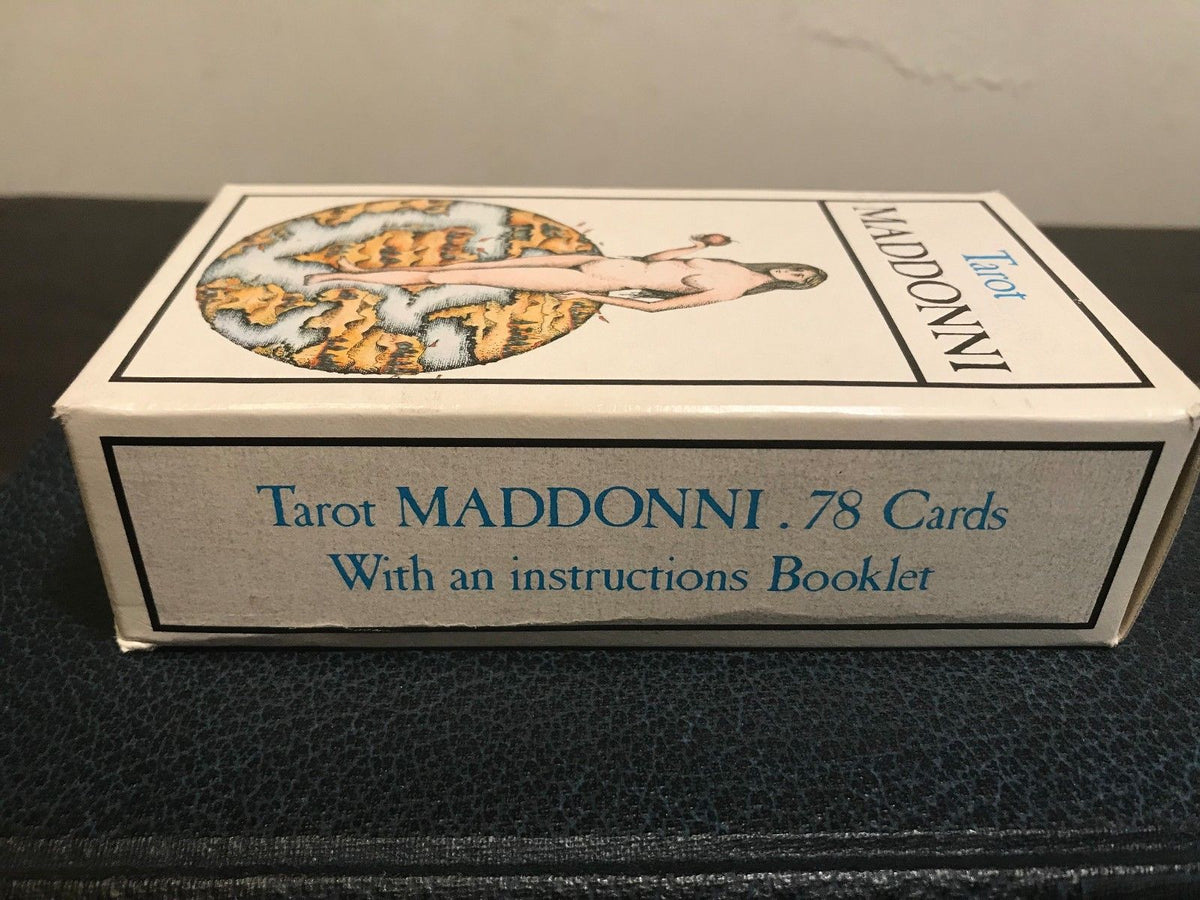 Tarot
MADDONNI
Tarot MADDONNI . 78 Cards
With an instructions Booklet